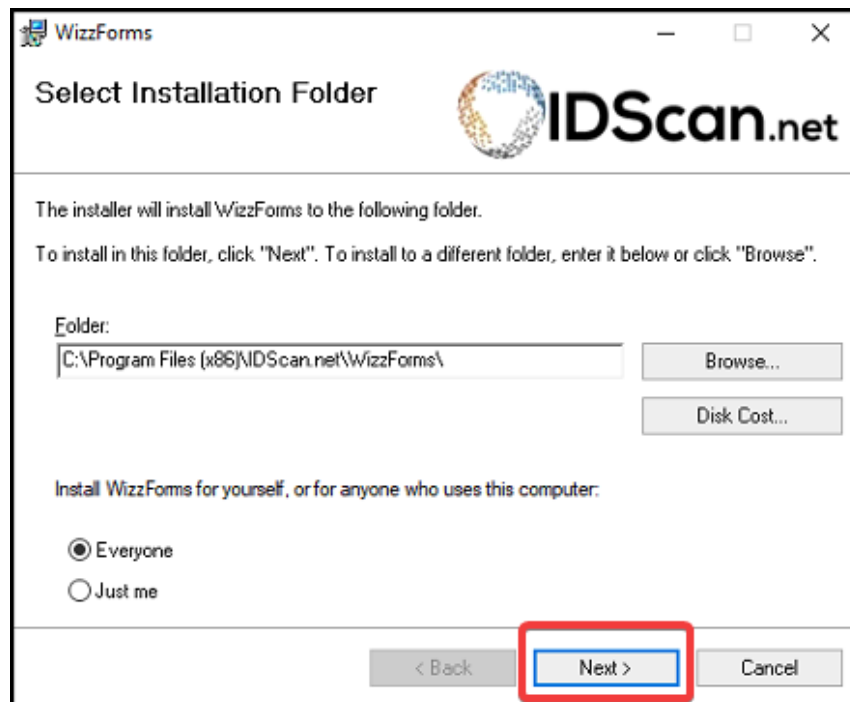 WizzForms
Select Installation Folder
IDScan.net
The installer will install WizzForms to the following folder.
To install in this folder, click "Next". To install to a different folder, enter it below or click "Browse".
Folder:
C:\Program Files (x86)\IDScan.net\WizzForms\
Browse...
Disk Cost...
Install WizzForms for yourself, or for anyone who uses this computer:
Everyone
Just me
< Back
Next >
Cancel